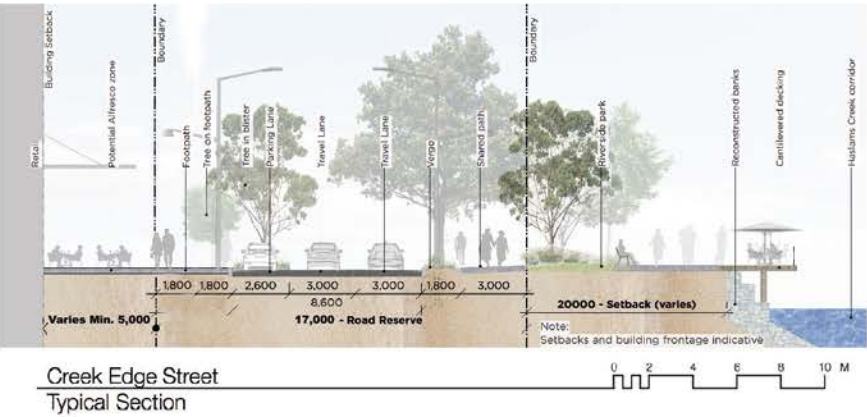 Building Setback
Boundary
Boundary
Retail
Potential Alfresco zone
Footpath
Tree on footpath
Tree in blister
Parking Lane
Travel Lane
Travel Lane
Verge
Shared path
Riverside park
Reconstructed banks
Cantilevered decking
Haslams Creek corridor
1,800 1,800 2,600 3,000 3,000 1,800 3,000
8,600
Varies Min. 5,000
17,000 - Road Reserve
20000 - Setback (varies)
Note:
Setbacks and building frontage indicative
Creek Edge Street
Typical Section
0 2 4 6 8 10 M